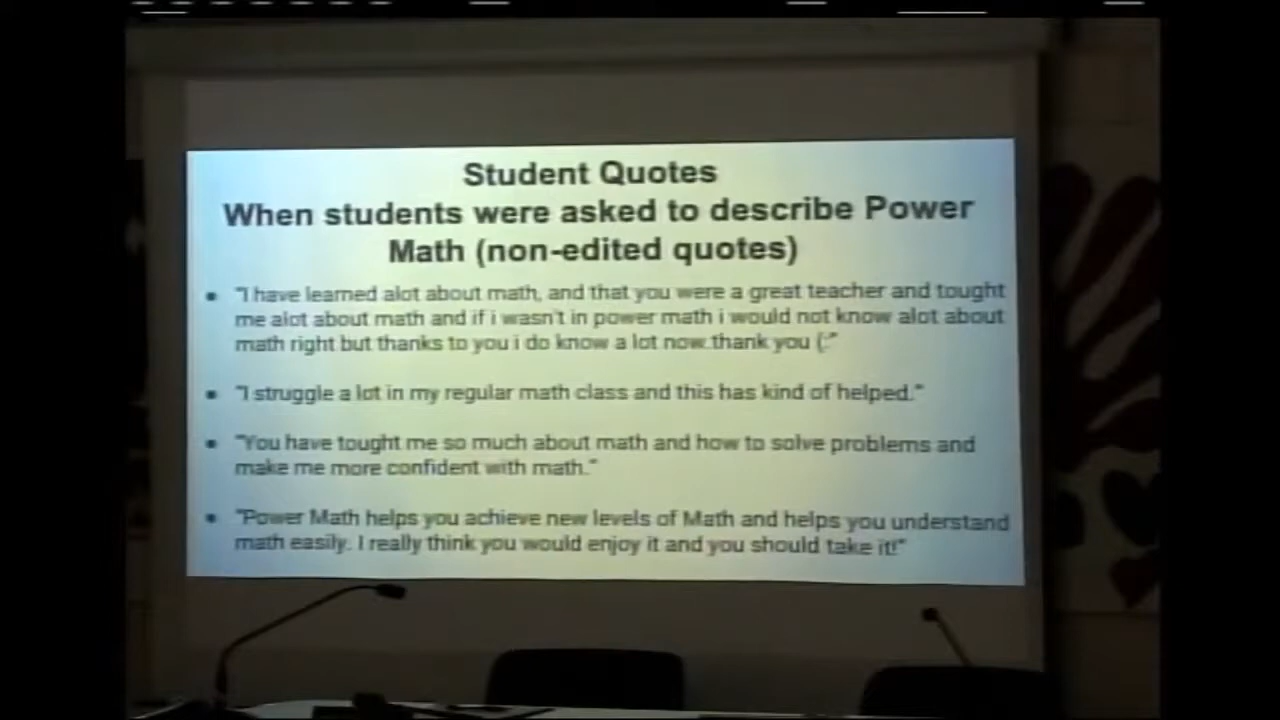 Student Quotes
When students were asked to describe Power
Math (non-edited quotes)
• "I have learned alot about math, and that you were a great teacher and tought
me alot about math and if i wasn't in power math i would not know alot about
math right but thanks to you i do know a lot now.thank you (:"
• "I struggle a lot in my regular math class and this has kind of helped."
• "You have tought me so much about math and how to solve problems and
make me more confident with math."
• "Power Math helps you achieve new levels of Math and helps you understand
math easily. I really think you would enjoy it and you should take it!"